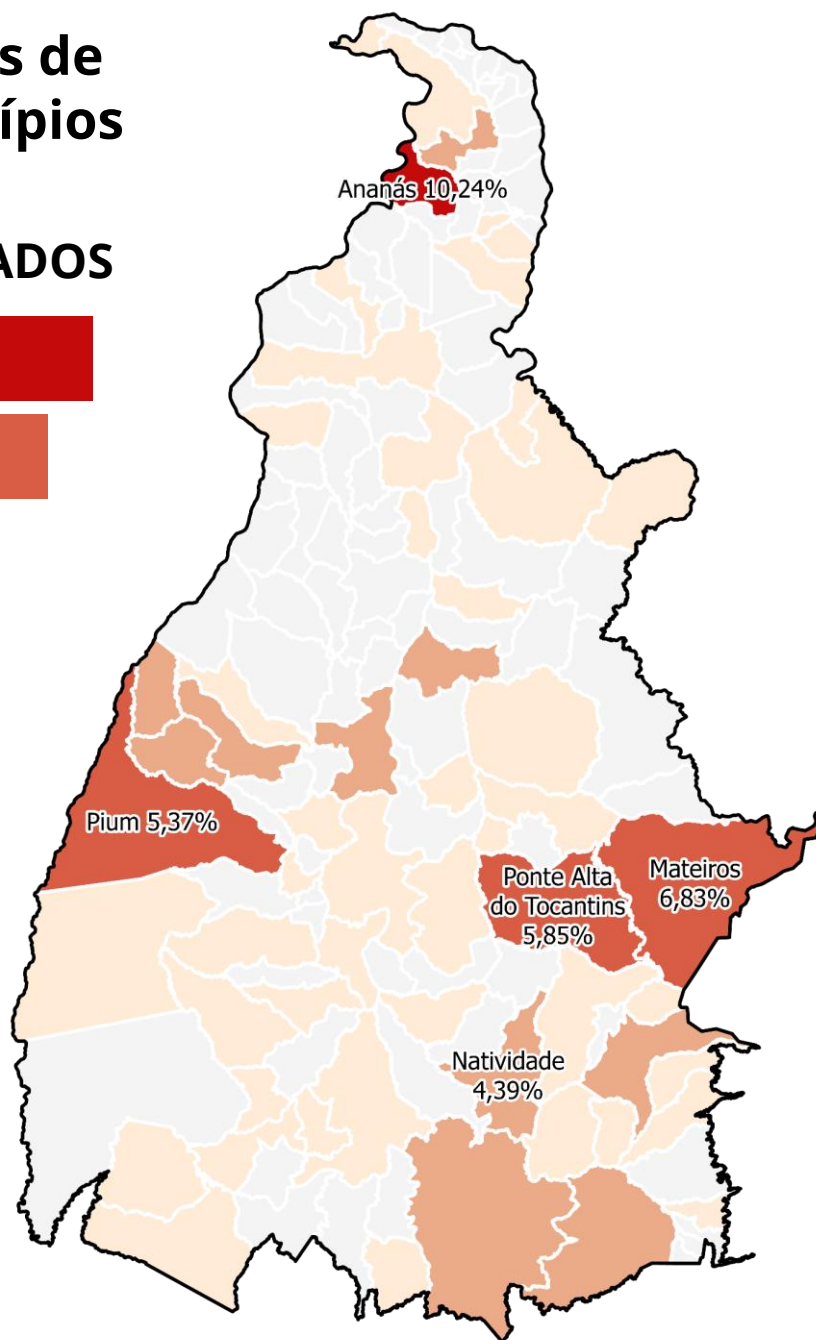 s de
ípios
ADOS
Ananás 10,24%
Pium 5,37%
Ponte Alta
do Tocantins
5,85%
Mateiros
6,83%
Natividade
4,39%